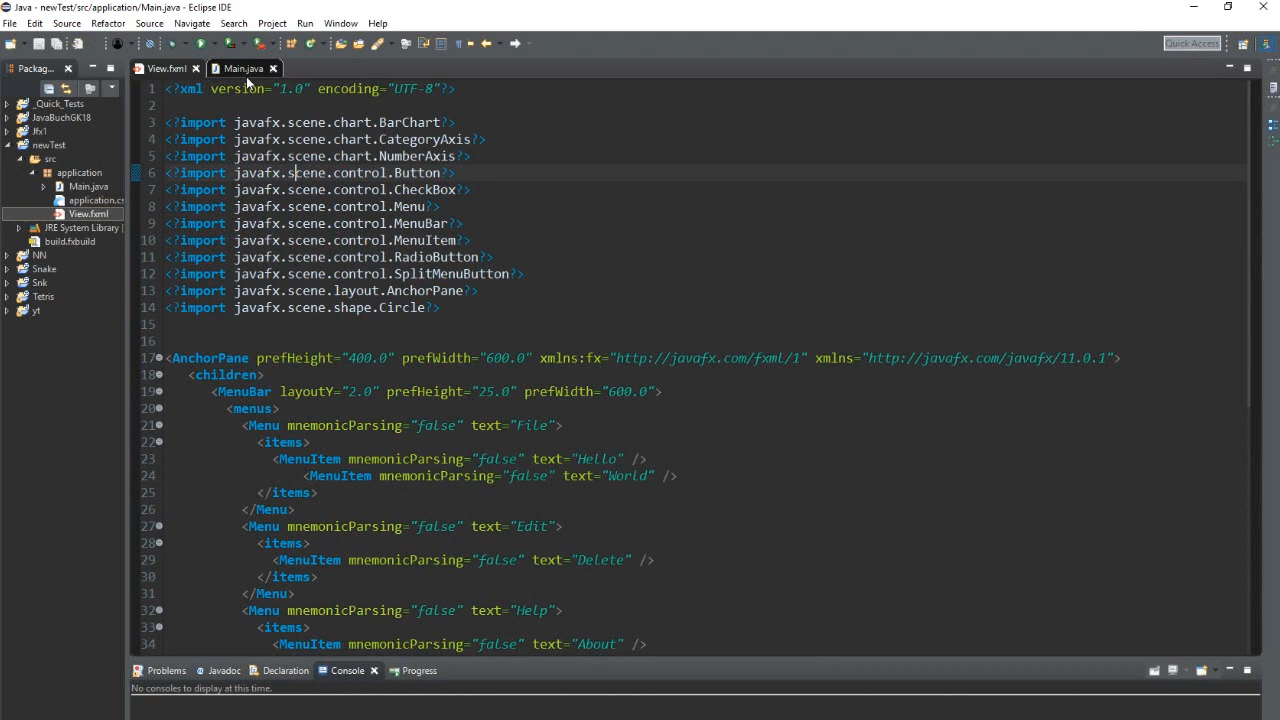 Java - newTest/src/application/Main.java - Eclipse IDE
File Edit Source Refactor Source Navigate Search Project Run Window Help
Quick Access
Packag...
View.fxml
Main.java
_Quick_Tests
JavaBuchGK18
Jfx1
newTest
src
application
Main.java
application.cs
View.fxml
JRE System Library [
build.fxbuild
NN
Snake
Snk
Tetris
yt
1 <?xml version="1.0" encoding="UTF-8"?>
2
3 <?import javafx.scene.chart.BarChart?>
4 <?import javafx.scene.chart.CategoryAxis?>
5 <?import javafx.scene.chart.NumberAxis?>
6 <?import javafx.scene.control.Button?>
7 <?import javafx.scene.control.CheckBox?>
8 <?import javafx.scene.control.Menu?>
9 <?import javafx.scene.control.MenuBar?>
10 <?import javafx.scene.control.MenuItem?>
11 <?import javafx.scene.control.RadioButton?>
12 <?import javafx.scene.control.SplitMenuButton?>
13 <?import javafx.scene.layout.AnchorPane?>
14 <?import javafx.scene.shape.Circle?>
15
16
17 <AnchorPane prefHeight="400.0" prefWidth="600.0" xmlns:fx="http://javafx.com/fxml/1" xmlns="http://javafx.com/javafx/11.0.1">
18 <children>
19 <MenuBar layoutY="2.0" prefHeight="25.0" prefWidth="600.0">
20 <menus>
21 <Menu mnemonicParsing="false" text="File">
22 <items>
23 <MenuItem mnemonicParsing="false" text="Hello" />
24 <MenuItem mnemonicParsing="false" text="World" />
25 </items>
26 </Menu>
27 <Menu mnemonicParsing="false" text="Edit">
28 <items>
29 <MenuItem mnemonicParsing="false" text="Delete" />
30 </items>
31 </Menu>
32 <Menu mnemonicParsing="false" text="Help">
33 <items>
34 <MenuItem mnemonicParsing="false" text="About" />
Problems Javadoc Declaration Console Progress
No consoles to display at this time.